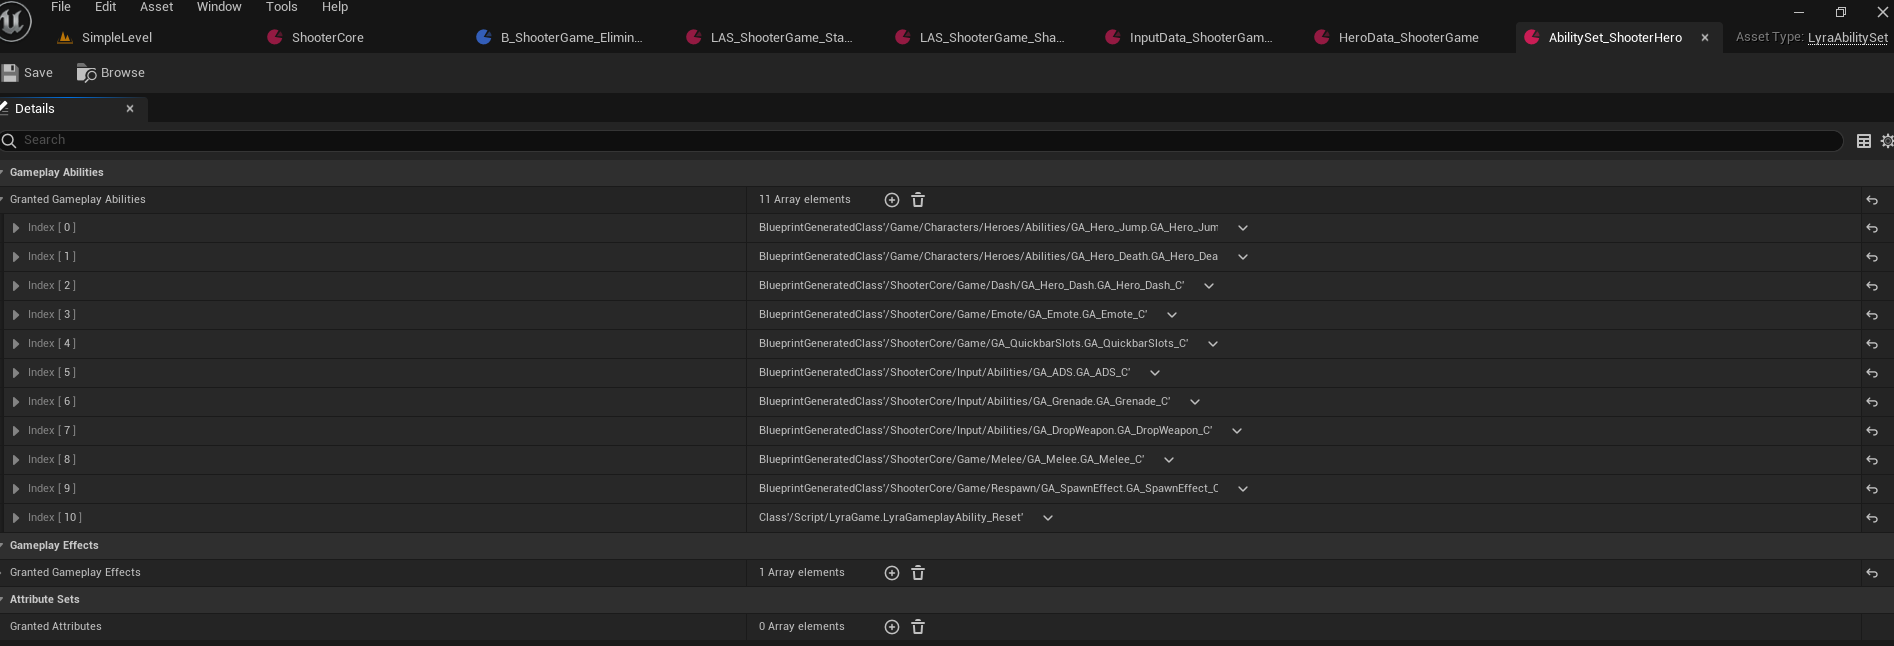 File Edit Asset Window Tools Help
SimpleLevel ShooterCore B_ShooterGame_Elimin... LAS_ShooterGame_Sta... LAS_ShooterGame_Sha... InputData_ShooterGam... HeroData_ShooterGame AbilitySet_ShooterHero Asset Type: LyraAbilitySet
Save Browse
Details
Search
Gameplay Abilities
Granted Gameplay Abilities 11 Array elements
Index [ 0 ] BlueprintGeneratedClass'/Game/Characters/Heroes/Abilities/GA_Hero_Jump.GA_Hero_Jum
Index [ 1 ] BlueprintGeneratedClass'/Game/Characters/Heroes/Abilities/GA_Hero_Death.GA_Hero_Dea
Index [ 2 ] BlueprintGeneratedClass'/ShooterCore/Game/Dash/GA_Hero_Dash.GA_Hero_Dash_C'
Index [ 3 ] BlueprintGeneratedClass'/ShooterCore/Game/Emote/GA_Emote.GA_Emote_C'
Index [ 4 ] BlueprintGeneratedClass'/ShooterCore/Game/GA_QuickbarSlots.GA_QuickbarSlots_C'
Index [ 5 ] BlueprintGeneratedClass'/ShooterCore/Input/Abilities/GA_ADS.GA_ADS_C'
Index [ 6 ] BlueprintGeneratedClass'/ShooterCore/Input/Abilities/GA_Grenade.GA_Grenade_C'
Index [ 7 ] BlueprintGeneratedClass'/ShooterCore/Input/Abilities/GA_DropWeapon.GA_DropWeapon_C'
Index [ 8 ] BlueprintGeneratedClass'/ShooterCore/Game/Melee/GA_Melee.GA_Melee_C'
Index [ 9 ] BlueprintGeneratedClass'/ShooterCore/Game/Respawn/GA_SpawnEffect.GA_SpawnEffect_C
Index [ 10 ] Class'/Script/LyraGame.LyraGameplayAbility_Reset'
Gameplay Effects
Granted Gameplay Effects 1 Array elements
Attribute Sets
Granted Attributes 0 Array elements